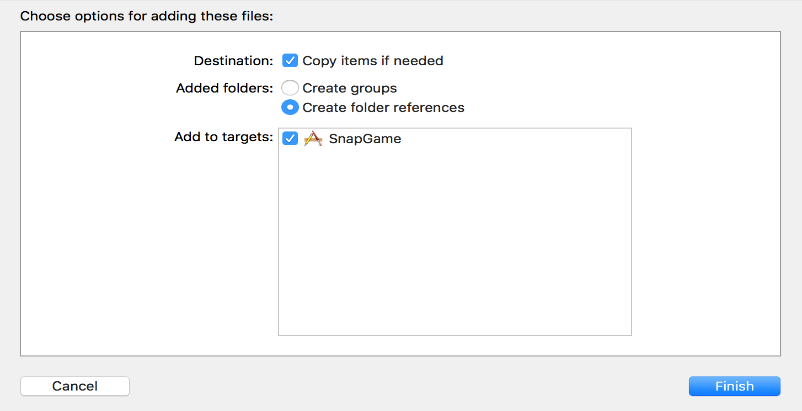 Choose options for adding these files:
Destination: Copy items if needed
Added folders: Create groups
Create folder references
Add to targets: SnapGame
Cancel Finish